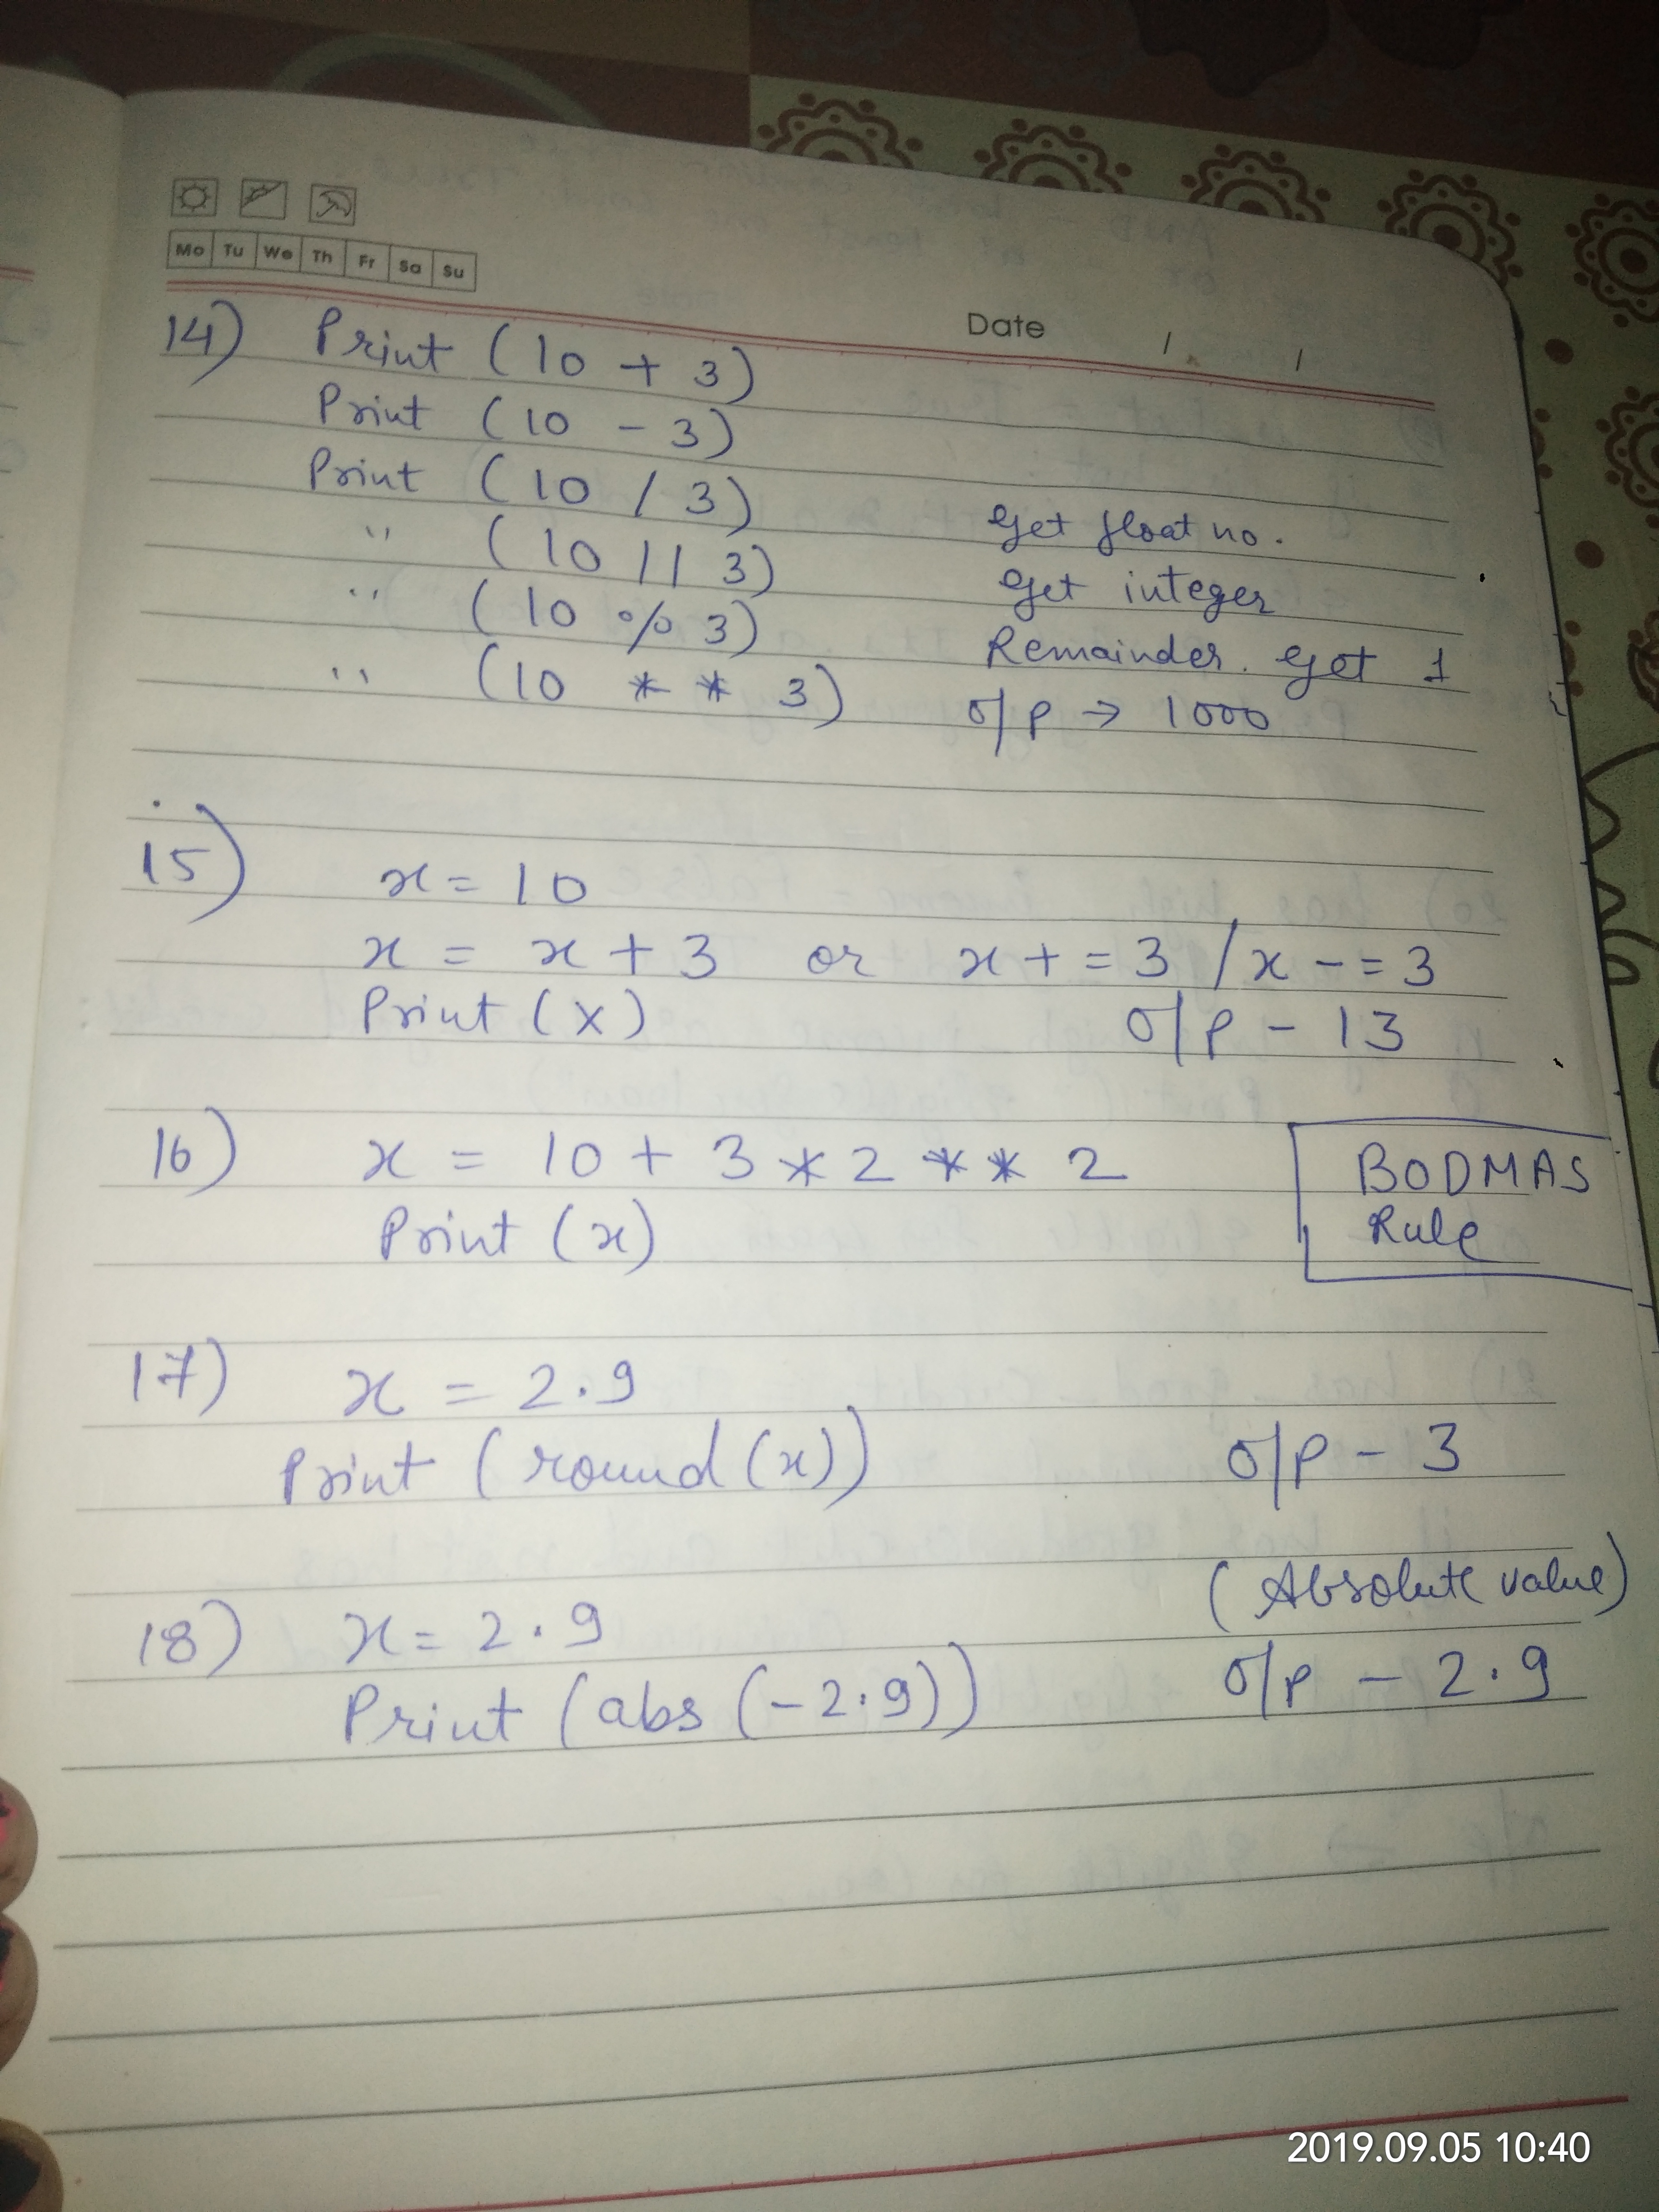 Mo Tu We Th Fr Sa Su
Date / /
14) Print (10 + 3)
Print (10 - 3)
Print (10 / 3) Get float no.
" (10 // 3) Get integer
" (10 % 3) Remainder. Get 1
" (10 * * 3) o/p → 1000
15) x = 10
x = x + 3 or x + = 3 / x - = 3
Print (x) o/p - 13
16) x = 10 + 3 * 2 * * 2 BODMAS
Print (x) Rule
17) x = 2.9
Print (round (x)) o/p - 3
(Absolute value)
18) x = 2.9
Print (abs (-2.9)) o/p - 2.9
2019.09.05 10:40